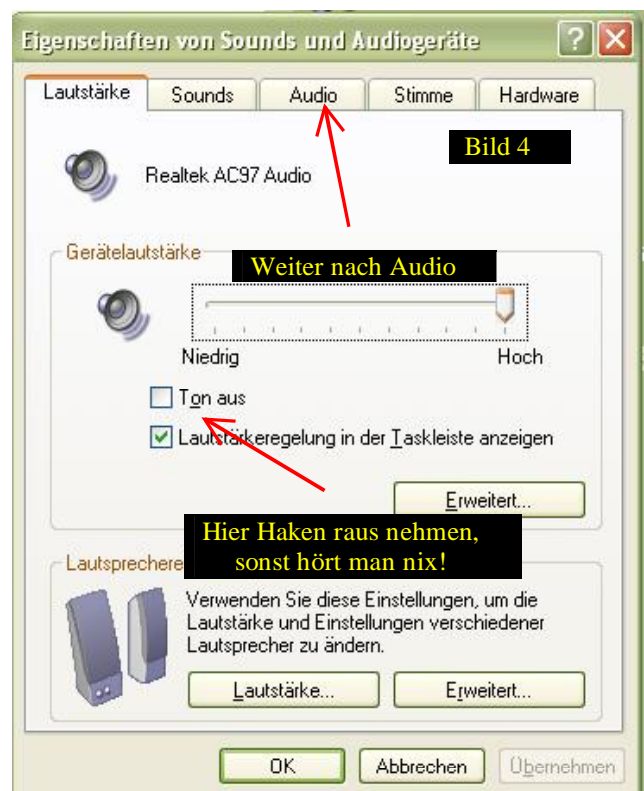 Eigenschaften von Sounds und Audiogeräte
Lautstärke Sounds Audio Stimme Hardware
Bild 4
Realtek AC97 Audio
Gerätelautstärke
Weiter nach Audio
Niedrig Hoch
Ton aus
Lautstärkeregelung in der Taskleiste anzeigen
Erweitert...
Hier Haken raus nehmen,
sonst hört man nix!
Verwenden Sie diese Einstellungen, um die
Lautstärke und Einstellungen verschiedener
Lautsprecher zu ändern.
Lautstärke... Erweitert...
OK Abbrechen Übernehmen